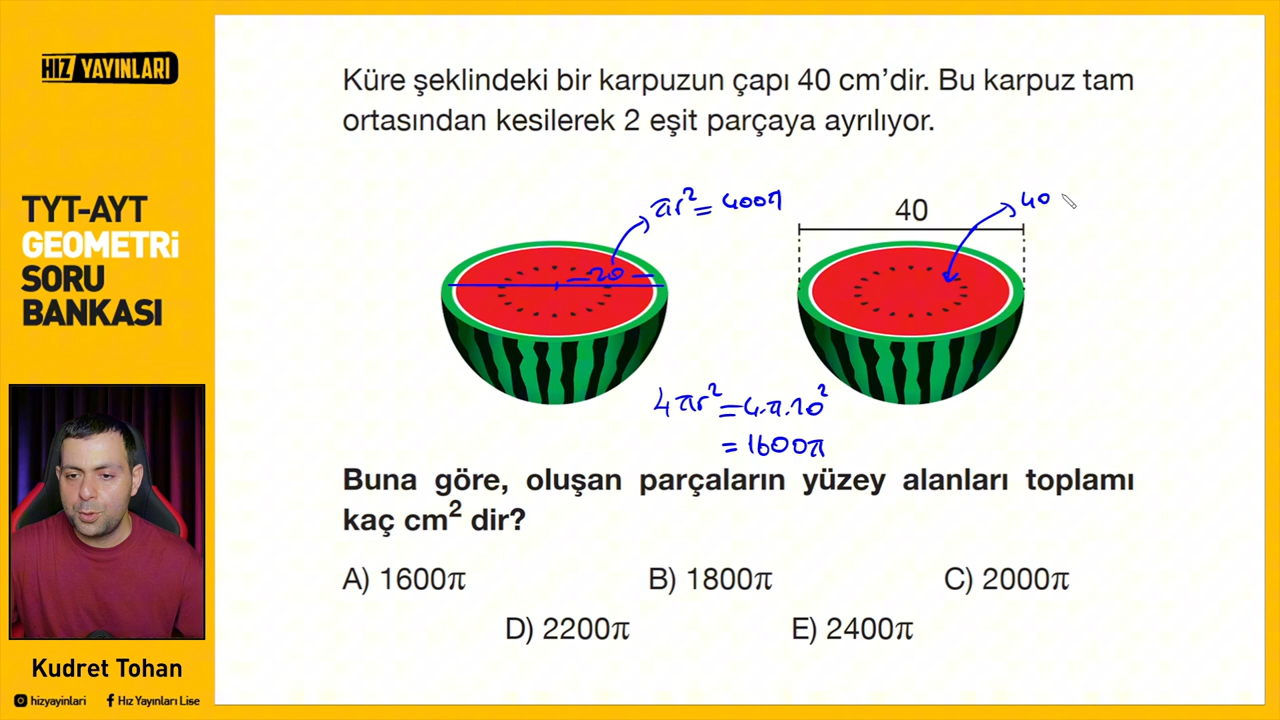 HIZ YAYINLARI
TYT-AYT
GEOMETRİ
SORU
BANKASI
Kudret Tohan
hizyayinlari
Hız Yayınları Lise
Küre şeklindeki bir karpuzun çapı 40 cm’dir. Bu karpuz tam
ortasından kesilerek 2 eşit parçaya ayrılıyor.
πr² = 400π
40
40
20
4πr² = 4.π.20²
= 1600π
Buna göre, oluşan parçaların yüzey alanları toplamı
kaç cm² dir?
A) 1600π B) 1800π C) 2000π
D) 2200π E) 2400π